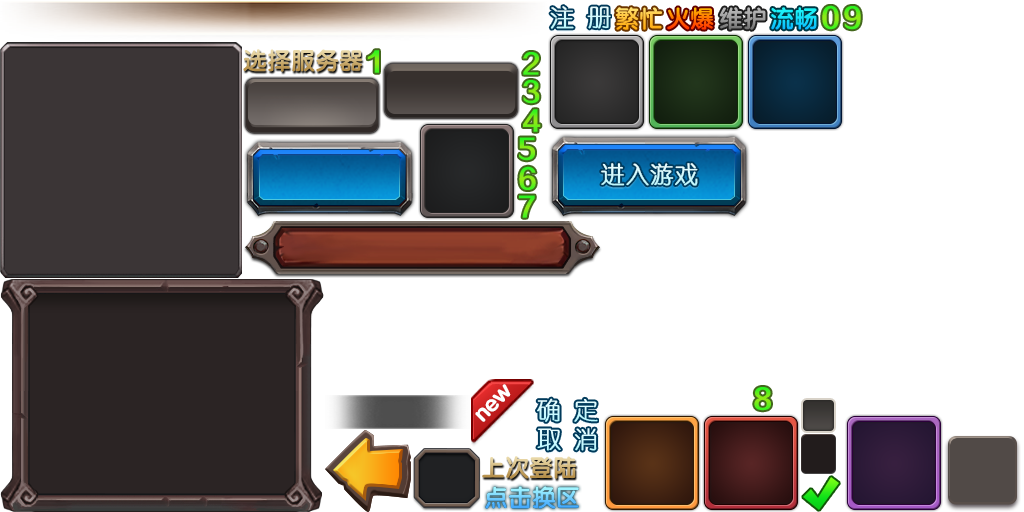 注 册 繁忙 火爆 维护 流畅 09
选择服务器 1
2
3
4
5
6
7
进入游戏
new
8
确 定
取 消
上次登陆
点击换区